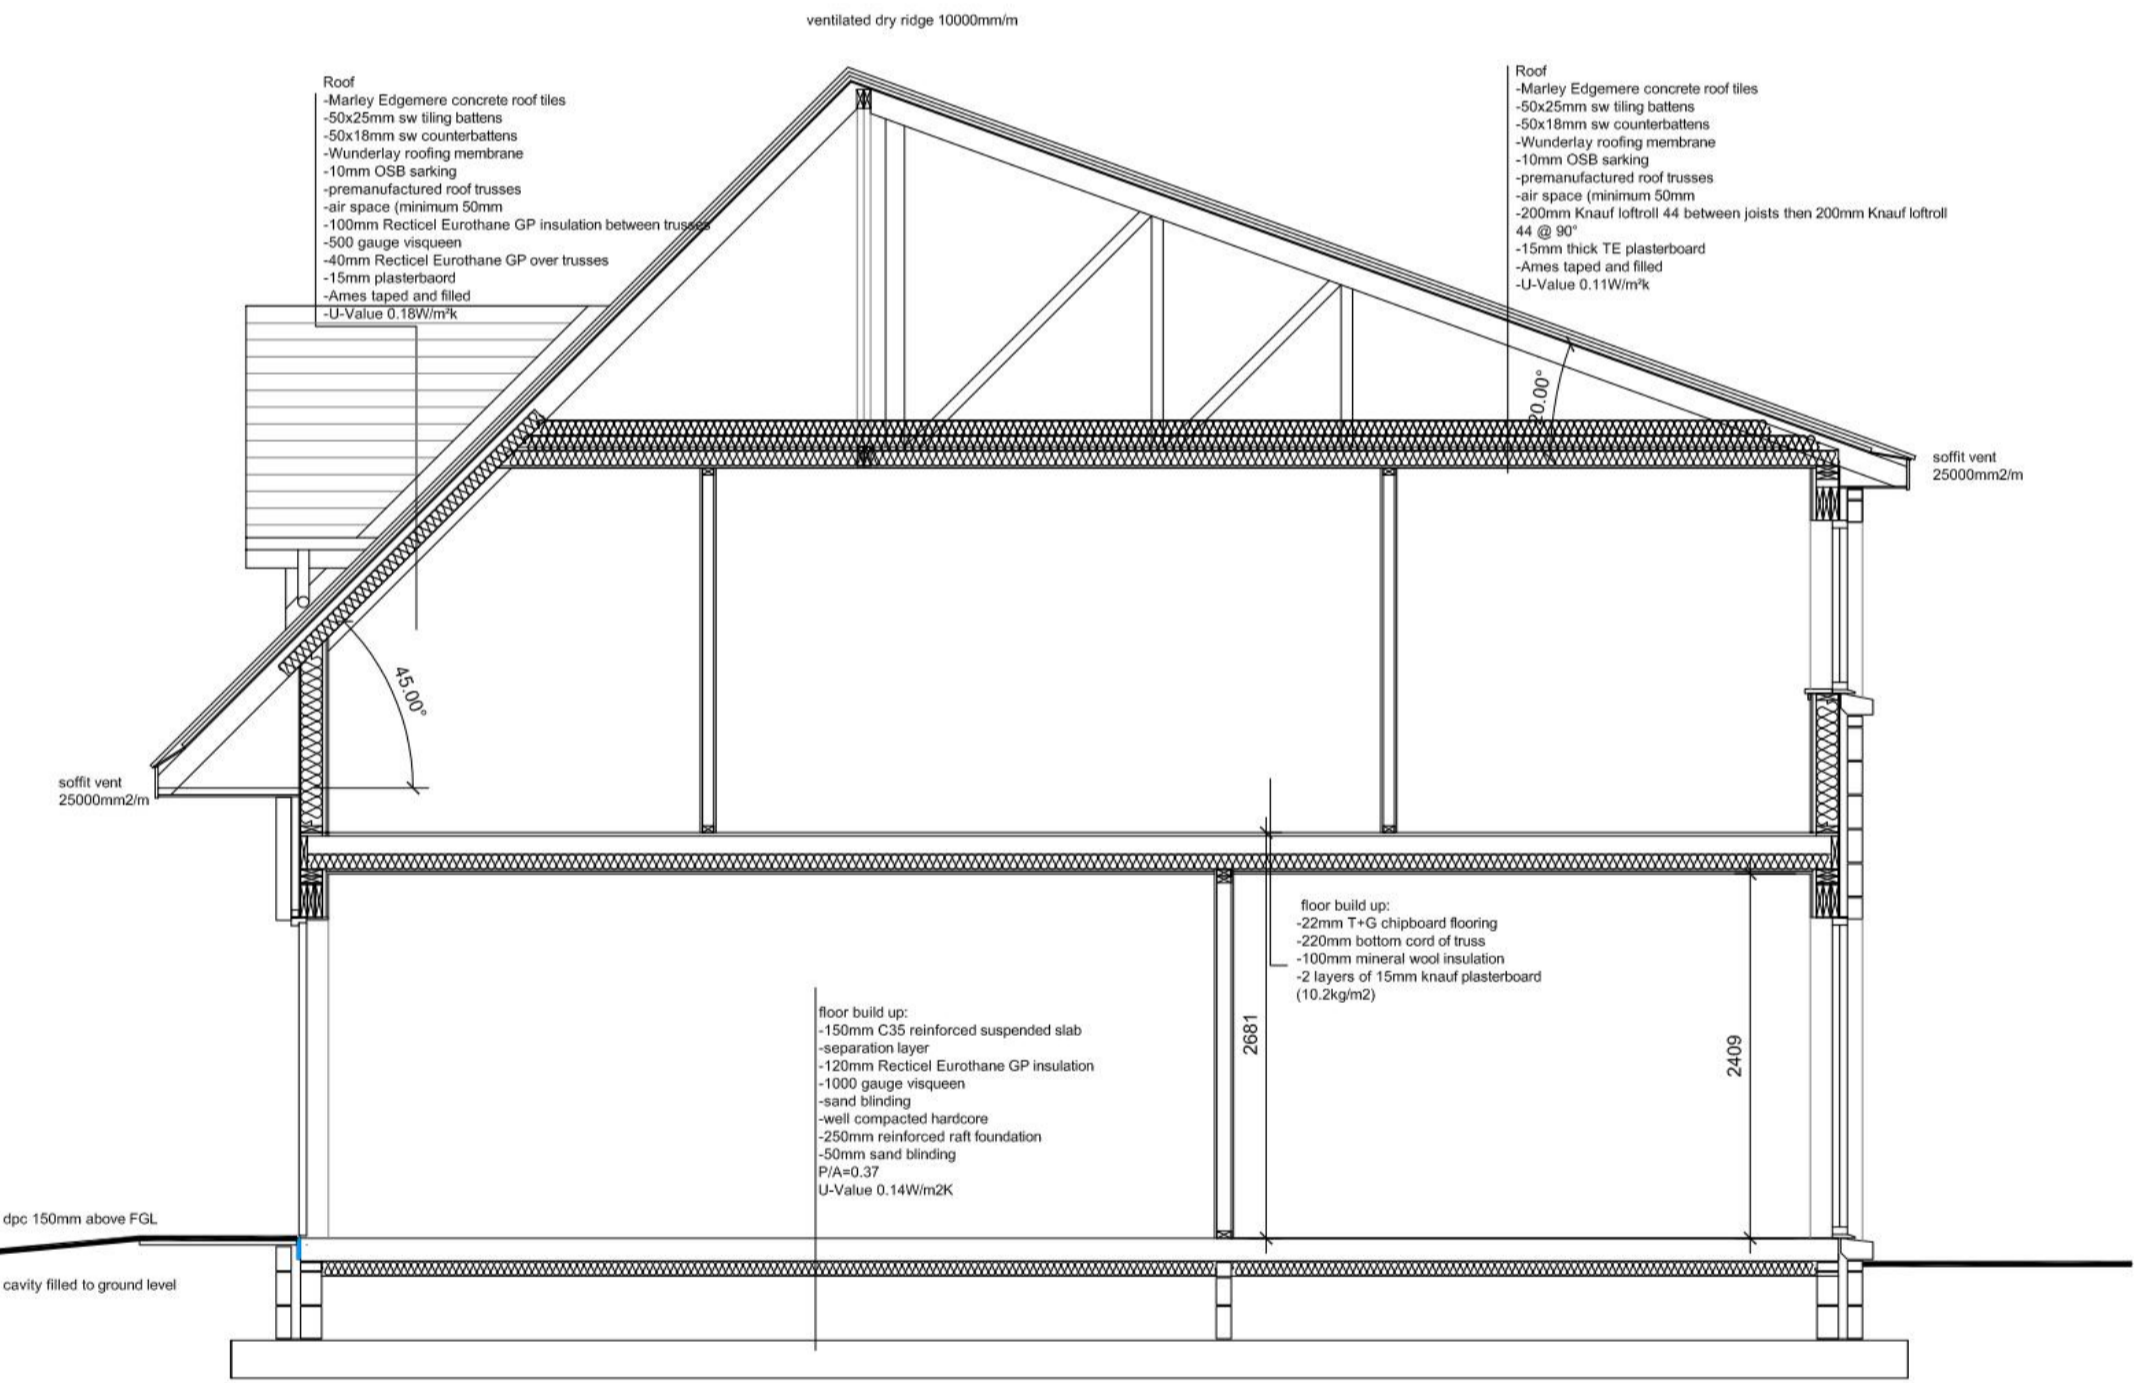 ventilated dry ridge 10000mm/m
Roof
-Marley Edgemere concrete roof tiles
-50x25mm sw tiling battens
-50x18mm sw counterbattens
-Wunderlay roofing membrane
-10mm OSB sarking
-premanufactured roof trusses
-air space (minimum 50mm
-100mm Recticel Eurothane GP insulation between trusses
-500 gauge visqueen
-40mm Recticel Eurothane GP over trusses
-15mm plasterbaord
-Ames taped and filled
-U-Value 0.18W/m²k
Roof
-Marley Edgemere concrete roof tiles
-50x25mm sw tiling battens
-50x18mm sw counterbattens
-Wunderlay roofing membrane
-10mm OSB sarking
-premanufactured roof trusses
-air space (minimum 50mm
-200mm Knauf loftroll 44 between joists then 200mm Knauf loftroll
44 @ 90°
-15mm thick TE plasterboard
-Ames taped and filled
-U-Value 0.11W/m²k
20.00°
soffit vent
25000mm2/m
45.00°
soffit vent
25000mm2/m
floor build up:
-22mm T+G chipboard flooring
-220mm bottom cord of truss
-100mm mineral wool insulation
-2 layers of 15mm knauf plasterboard
(10.2kg/m2)
floor build up:
-150mm C35 reinforced suspended slab
-separation layer
-120mm Recticel Eurothane GP insulation
-1000 gauge visqueen
-sand blinding
-well compacted hardcore
-250mm reinforced raft foundation
-50mm sand blinding
P/A=0.37
U-Value 0.14W/m2K
2681
2409
dpc 150mm above FGL
cavity filled to ground level